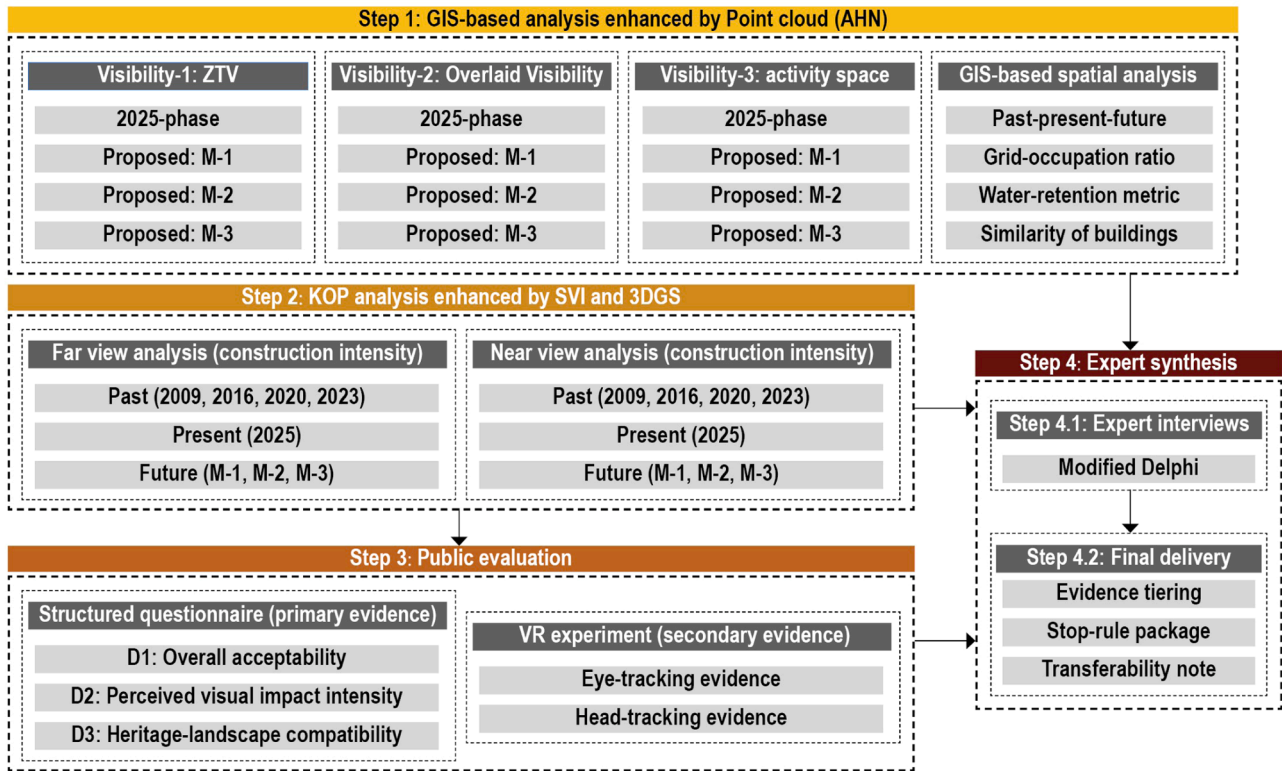 Step 1: GIS-based analysis enhanced by Point cloud (AHN)
Visibility-1: ZTV
2025-phase
Proposed: M-1
Proposed: M-2
Proposed: M-3
Visibility-2: Overlaid Visibility
2025-phase
Proposed: M-1
Proposed: M-2
Proposed: M-3
Visibility-3: activity space
2025-phase
Proposed: M-1
Proposed: M-2
Proposed: M-3
GIS-based spatial analysis
Past-present-future
Grid-occupation ratio
Water-retention metric
Similarity of buildings
Step 2: KOP analysis enhanced by SVI and 3DGS
Far view analysis (construction intensity)
Past (2009, 2016, 2020, 2023)
Present (2025)
Future (M-1, M-2, M-3)
Near view analysis (construction intensity)
Past (2009, 2016, 2020, 2023)
Present (2025)
Future (M-1, M-2, M-3)
Step 3: Public evaluation
Structured questionnaire (primary evidence)
D1: Overall acceptability
D2: Perceived visual impact intensity
D3: Heritage-landscape compatibility
VR experiment (secondary evidence)
Eye-tracking evidence
Head-tracking evidence
Step 4: Expert synthesis
Step 4.1: Expert interviews
Modified Delphi
Step 4.2: Final delivery
Evidence tiering
Stop-rule package
Transferability note